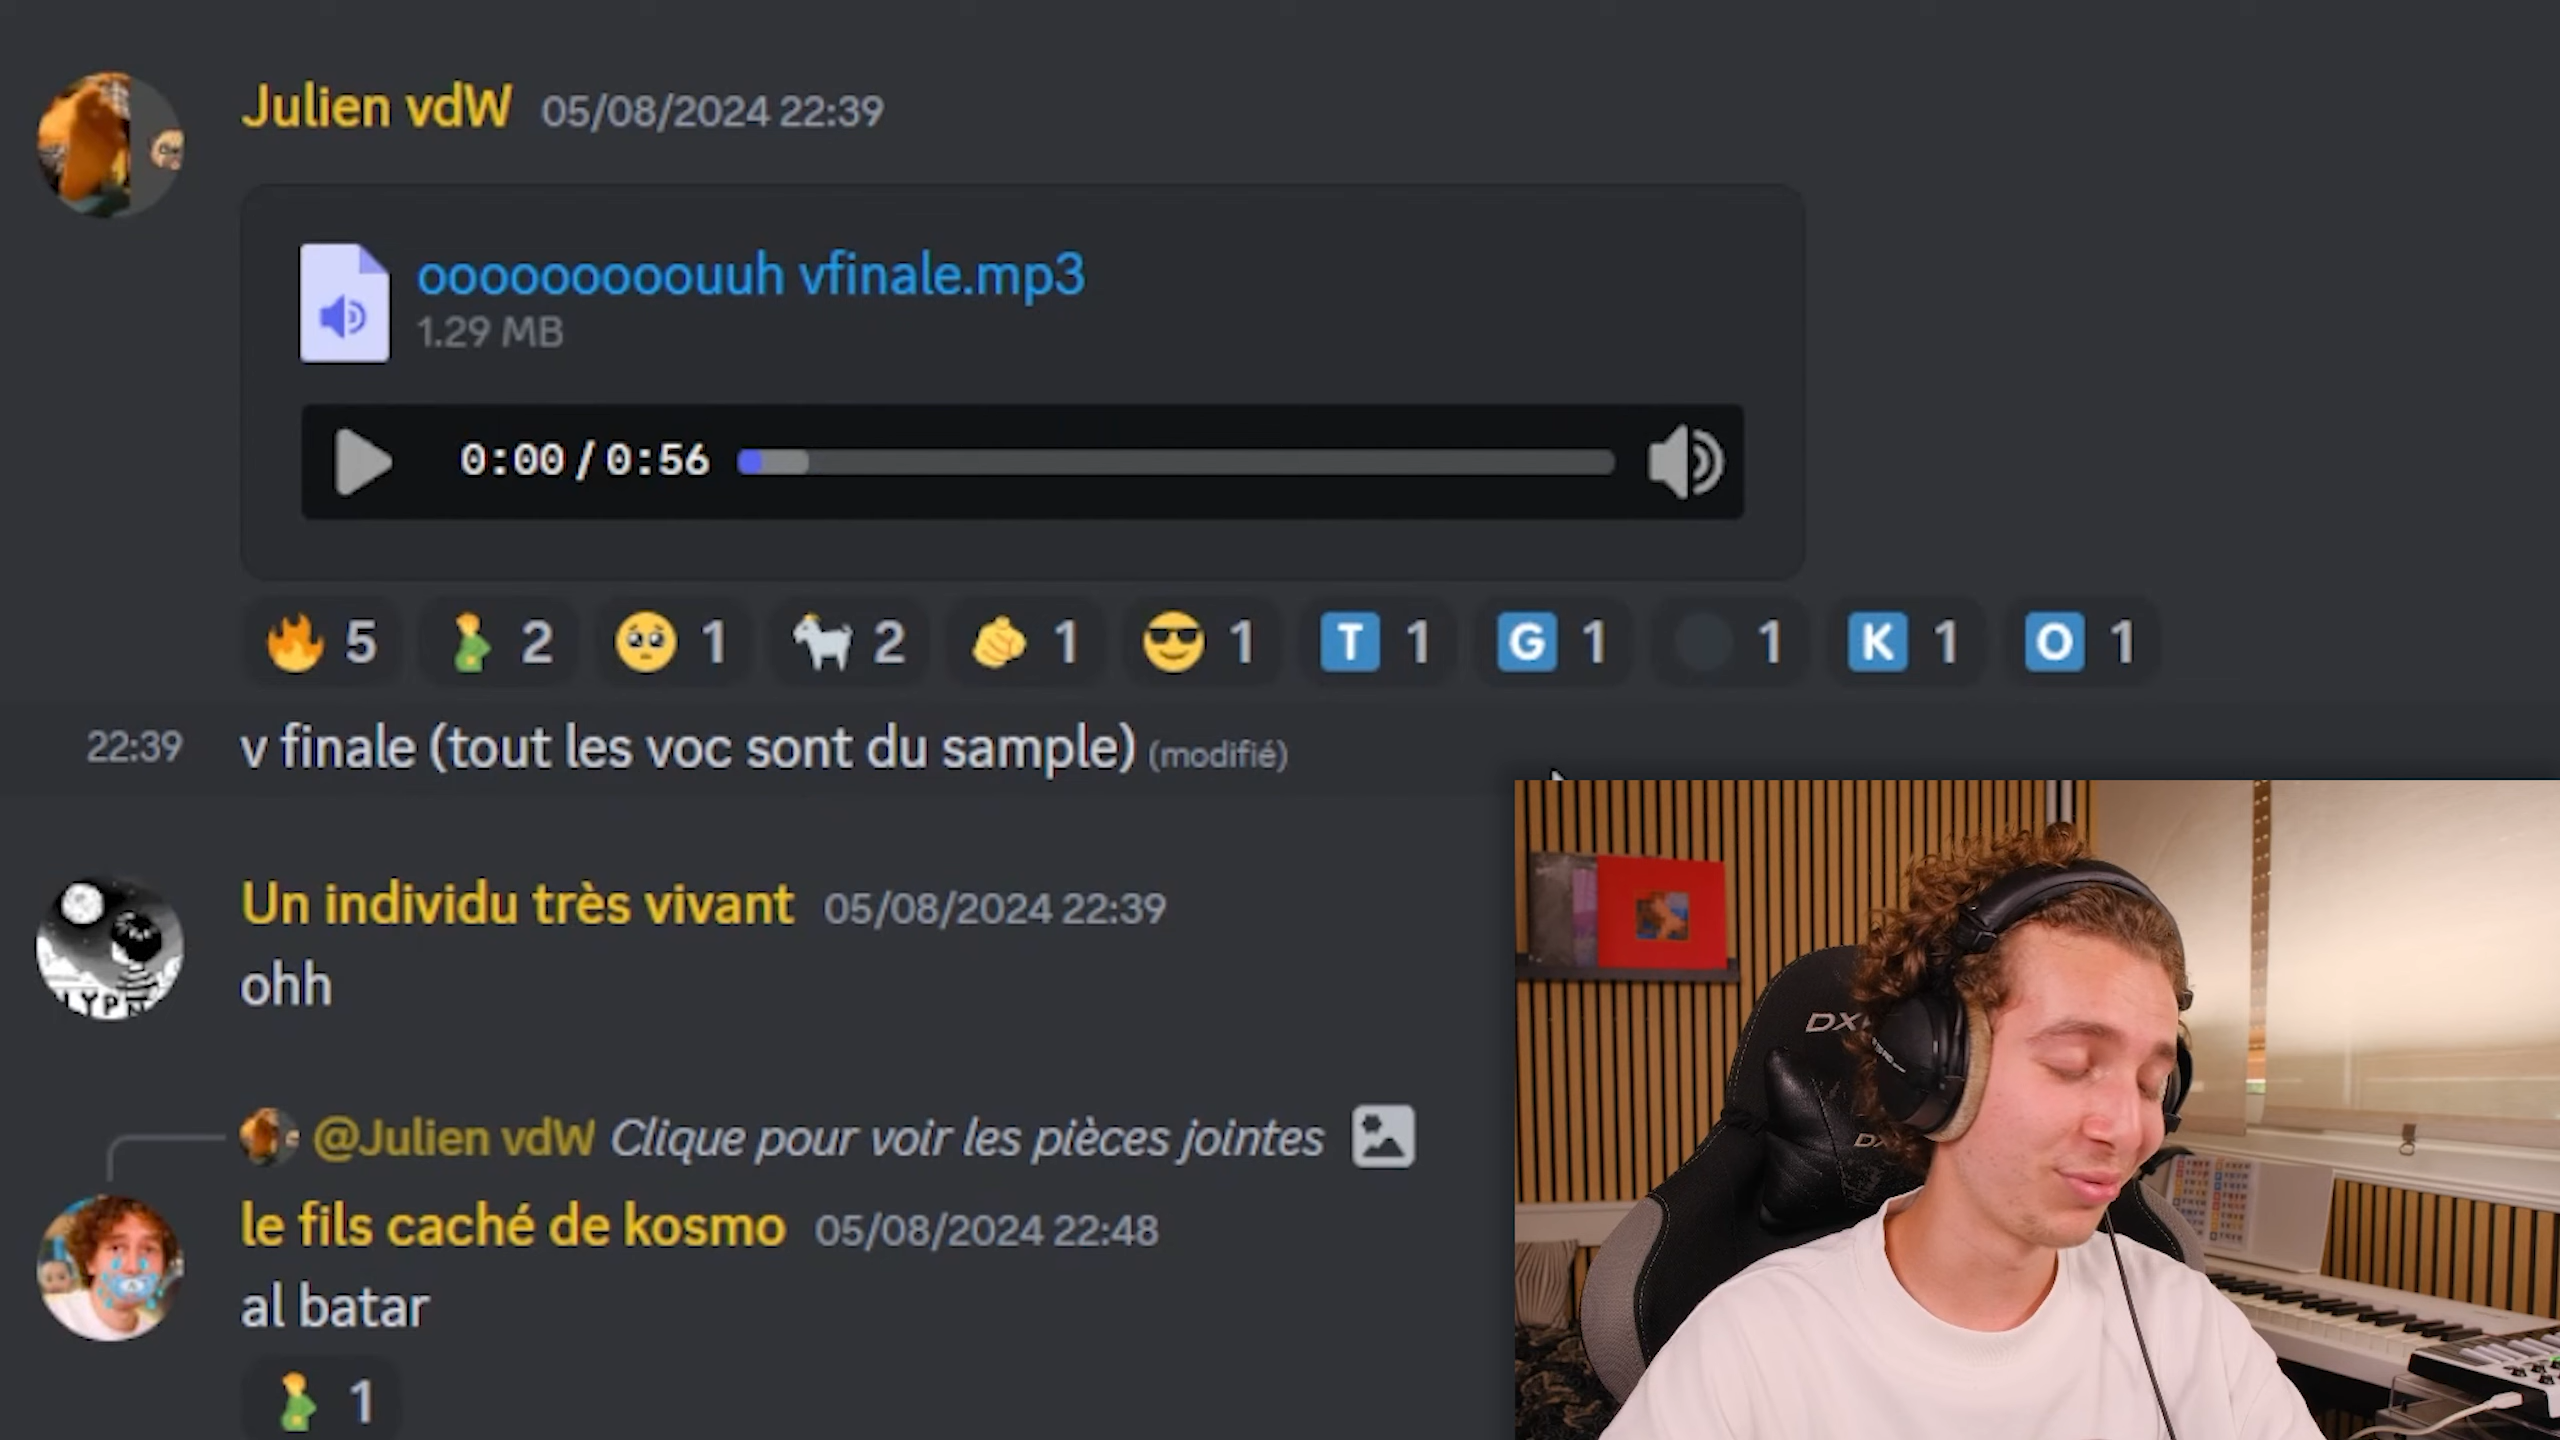 Julien vdW 05/08/2024 22:39
ooooooooouuh vfinale.mp3
1.29 MB
0:00 / 0:56
5 2 1 2 1 1 T 1 G 1 1 K 1 O 1
22:39 v finale (tout les voc sont du sample) (modifié)
Un individu très vivant 05/08/2024 22:39
ohh
@Julien vdW Clique pour voir les pièces jointes
le fils caché de kosmo 05/08/2024 22:48
al batar
1
DX
DX